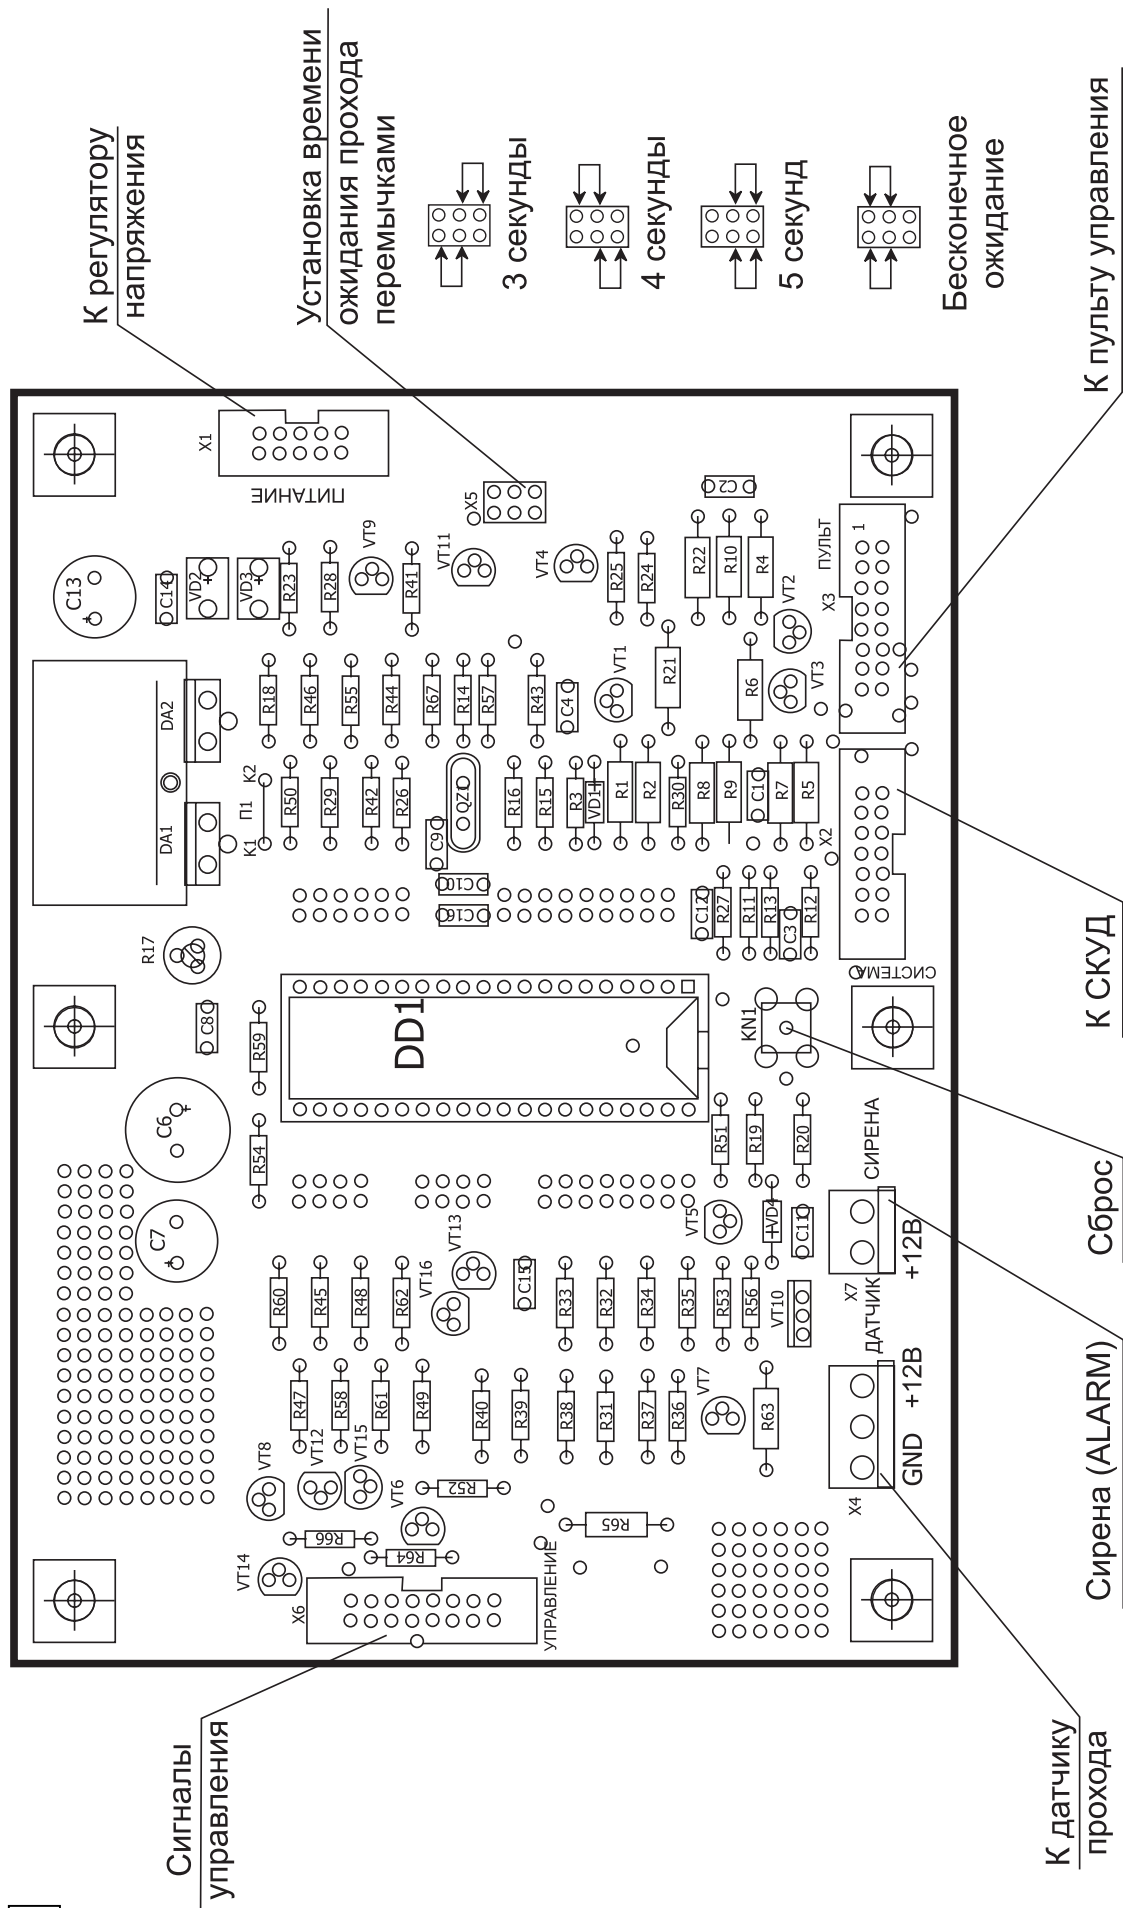 К регулятору
напряжения
Установка времени
ожидания прохода
перемычками
3 секунды
4 секунды
5 секунд
Бесконечное
ожидание
К пульту управления
К СКУД
Сброс
Сирена (ALARM)
К датчику
прохода
Сигналы
управления
X1
ПИТАНИЕ
X5
C2
ПУЛЬТ
1
X3
C13
C14
VD2
+
VD3
+
R23
R28
VT9
R41
VT11
VT4
R25
R24
R22
R10
R4
VT2
DA2
DA1
K2
П1
K1
R18
R46
R55
R44
R67
R14
R57
R43
C4
VT1
R21
R6
VT3
R50
R29
R42
R26
C9
QZ1
R16
R15
R3
VD1
R1
R2
R30
R8
R9
C1
R7
R5
X2
C10
C16
C12
R27
R11
R13
C3
R12
СИСТЕМА
R17
C8
R59
DD1
KN1
C6
+
R54
R51
R19
R20
СИРЕНА
C7
+
VT13
VT16
C15
VT5
VD4
C11
X7
+12В
R60
R45
R48
R62
R33
R32
R34
R35
R53
R56
VT10
ДАТЧИК
R47
R58
R61
R49
R40
R39
R38
R31
R37
R36
VT7
R63
X4
GND
+12В
VT8
VT12
VT15
VT6
R52
R66
R64
R65
VT14
X6
УПРАВЛЕНИЕ